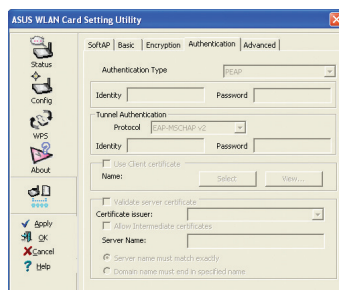 ASUS WLAN Card Setting Utility
Status
Config
WPS
About
Apply
OK
Cancel
Help
SoftAP Basic Encryption Authentication Advanced
Authentication Type PEAP
Identity Password
Tunnel Authentication
Protocol EAP-MSCHAP v2
Identity Password
Use Client certificate
Name: Select View...
Validate server certificate
Certificate issuer:
Allow Intermediate certificates
Server Name:
Server name must match exactly
Domain name must end in specified name